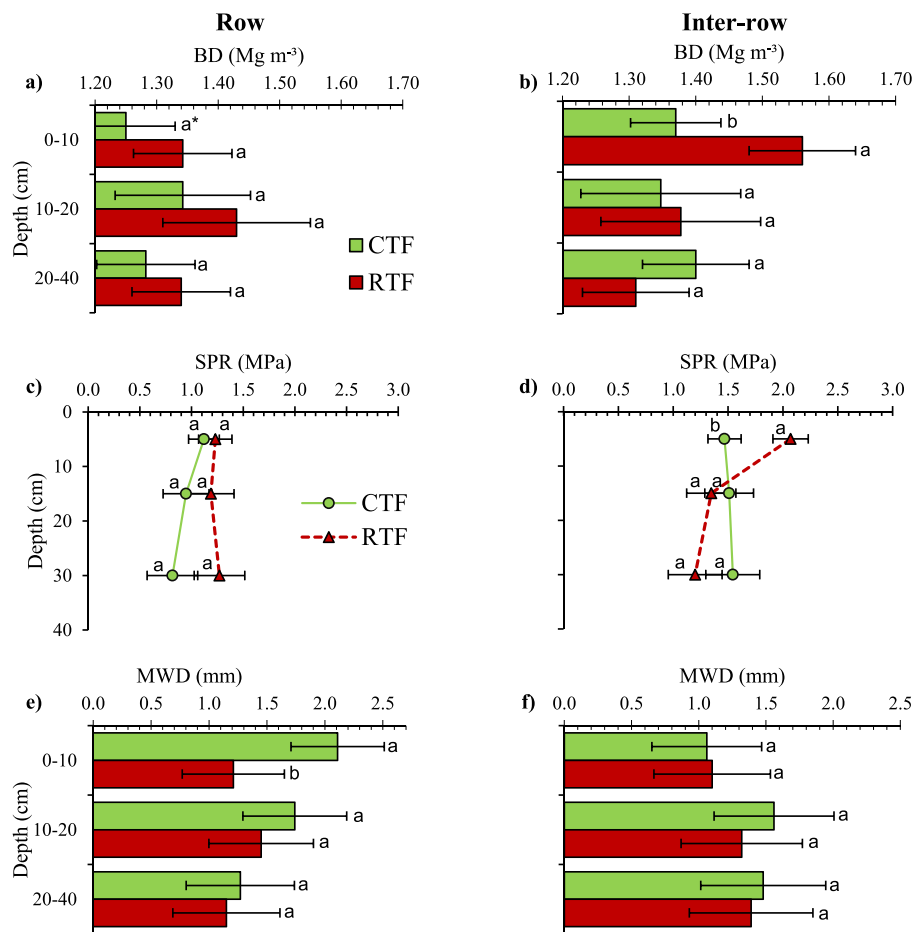 Row
Inter-row
BD (Mg m⁻³)
BD (Mg m⁻³)
a)
1.20 1.30 1.40 1.50 1.60 1.70
b)
1.20 1.30 1.40 1.50 1.60 1.70
Depth (cm)
0-10
10-20
20-40
a*
a
a
a
a
a
CTF
RTF
b
a
a
a
a
a
SPR (MPa)
SPR (MPa)
c)
0.0 0.5 1.0 1.5 2.0 2.5 3.0
d)
0.0 0.5 1.0 1.5 2.0 2.5 3.0
Depth (cm)
0
10
20
30
40
a a
a a
a a
CTF
RTF
b a
a a
a a
MWD (mm)
MWD (mm)
e)
0.0 0.5 1.0 1.5 2.0 2.5
f)
0.0 0.5 1.0 1.5 2.0 2.5
Depth (cm)
0-10
10-20
20-40
a
b
a
a
a
a
a
a
a
a
a
a